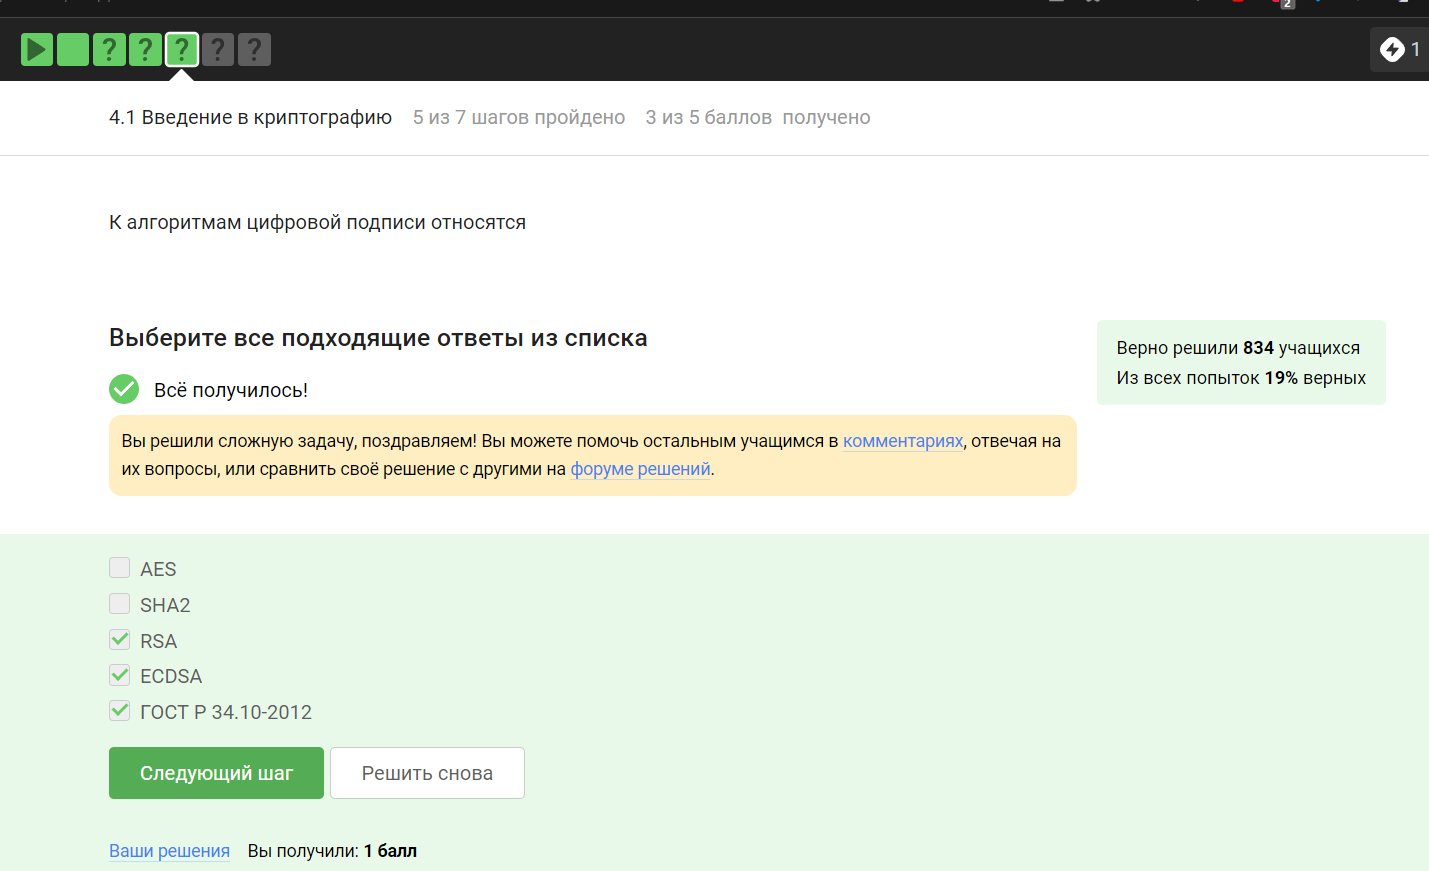 2
? ? ? ? ?
1
4.1 Введение в криптографию 5 из 7 шагов пройдено 3 из 5 баллов получено
К алгоритмам цифровой подписи относятся
Выберите все подходящие ответы из списка
Верно решили 834 учащихся
Из всех попыток 19% верных
Всё получилось!
Вы решили сложную задачу, поздравляем! Вы можете помочь остальным учащимся в комментариях, отвечая на
их вопросы, или сравнить своё решение с другими на форуме решений.
AES
SHA2
RSA
ECDSA
ГОСТ Р 34.10-2012
Следующий шаг
Решить снова
Ваши решения Вы получили: 1 балл